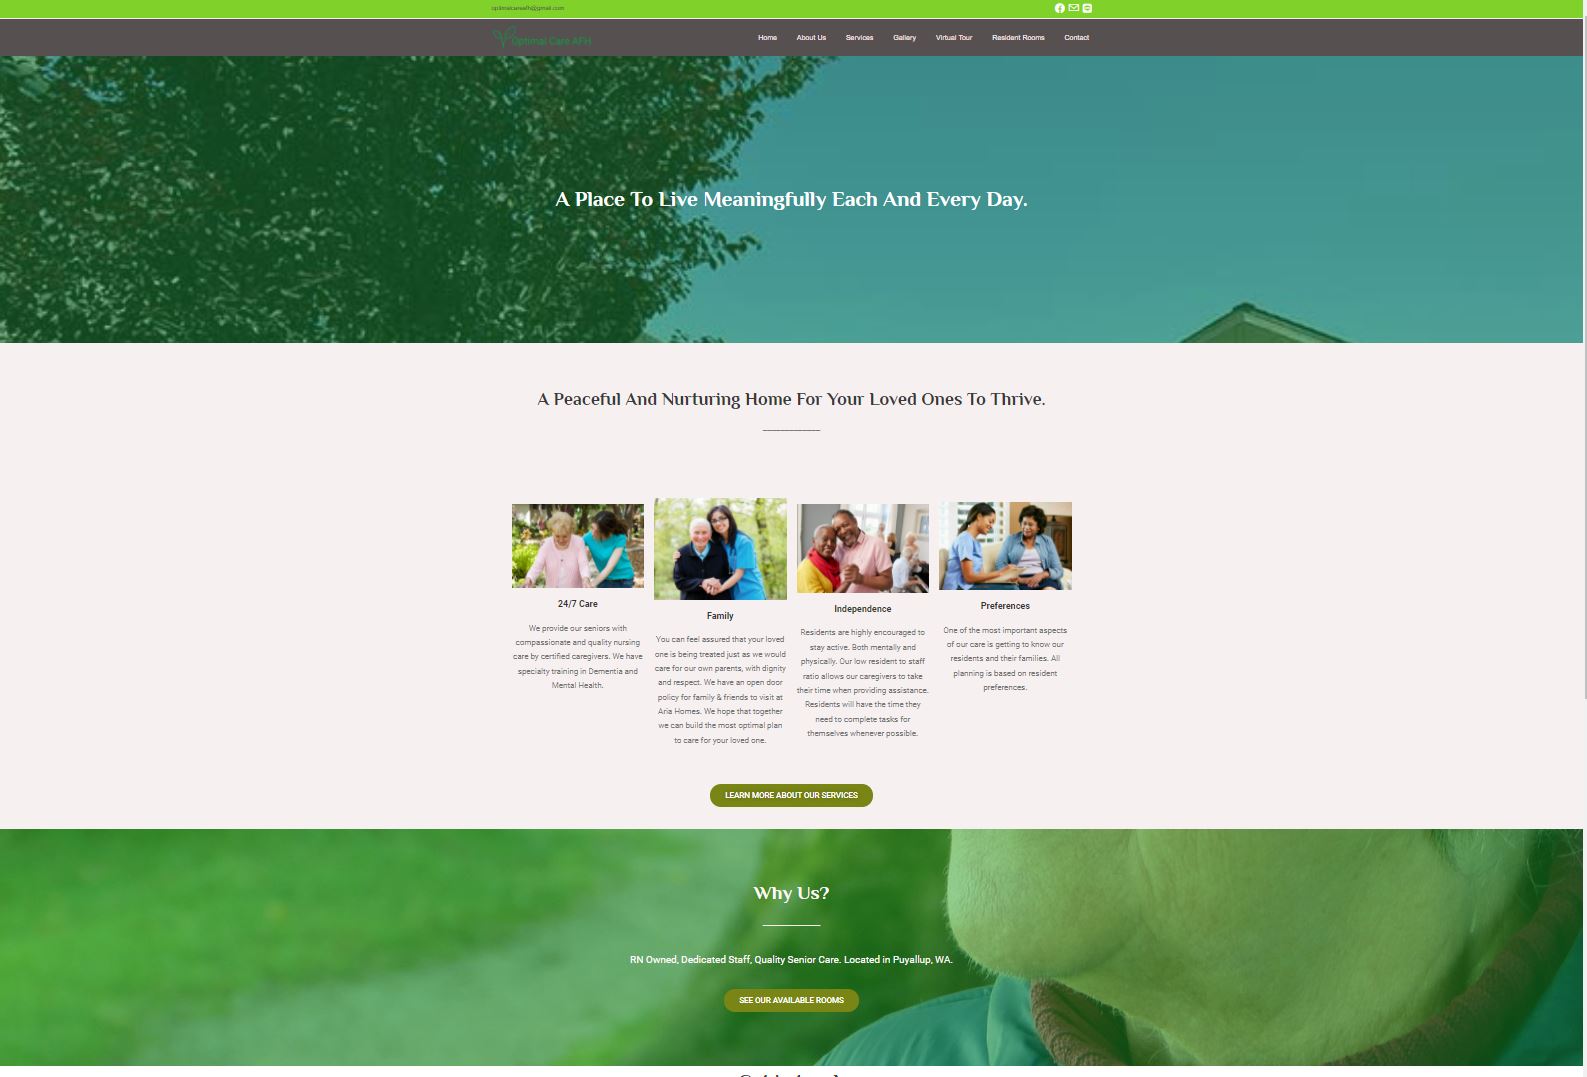 optimalcareafh@gmail.com
Optimal Care AFH
Home About Us Services Gallery Virtual Tour Resident Rooms Contact
A Place To Live Meaningfully Each And Every Day.
A Peaceful And Nurturing Home For Your Loved Ones To Thrive.
24/7 Care
We provide our seniors with
compassionate and quality nursing
care by certified caregivers. We have
specialty training in Dementia and
Mental Health.
Family
You can feel assured that your loved
one is being treated just as we would
care for our own parents, with dignity
and respect. We have an open door
policy for family & friends to visit at
Aria Homes. We hope that together
we can build the most optimal plan
to care for your loved one.
Independence
Residents are highly encouraged to
stay active. Both mentally and
physically. Our low resident to staff
ratio allows our caregivers to take
their time when providing assistance.
Residents will have the time they
need to complete tasks for
themselves whenever possible.
Preferences
One of the most important aspects
of our care is getting to know our
residents and their families. All
planning is based on resident
preferences.
LEARN MORE ABOUT OUR SERVICES
Why Us?
RN Owned, Dedicated Staff, Quality Senior Care. Located in Puyallup, WA.
SEE OUR AVAILABLE ROOMS